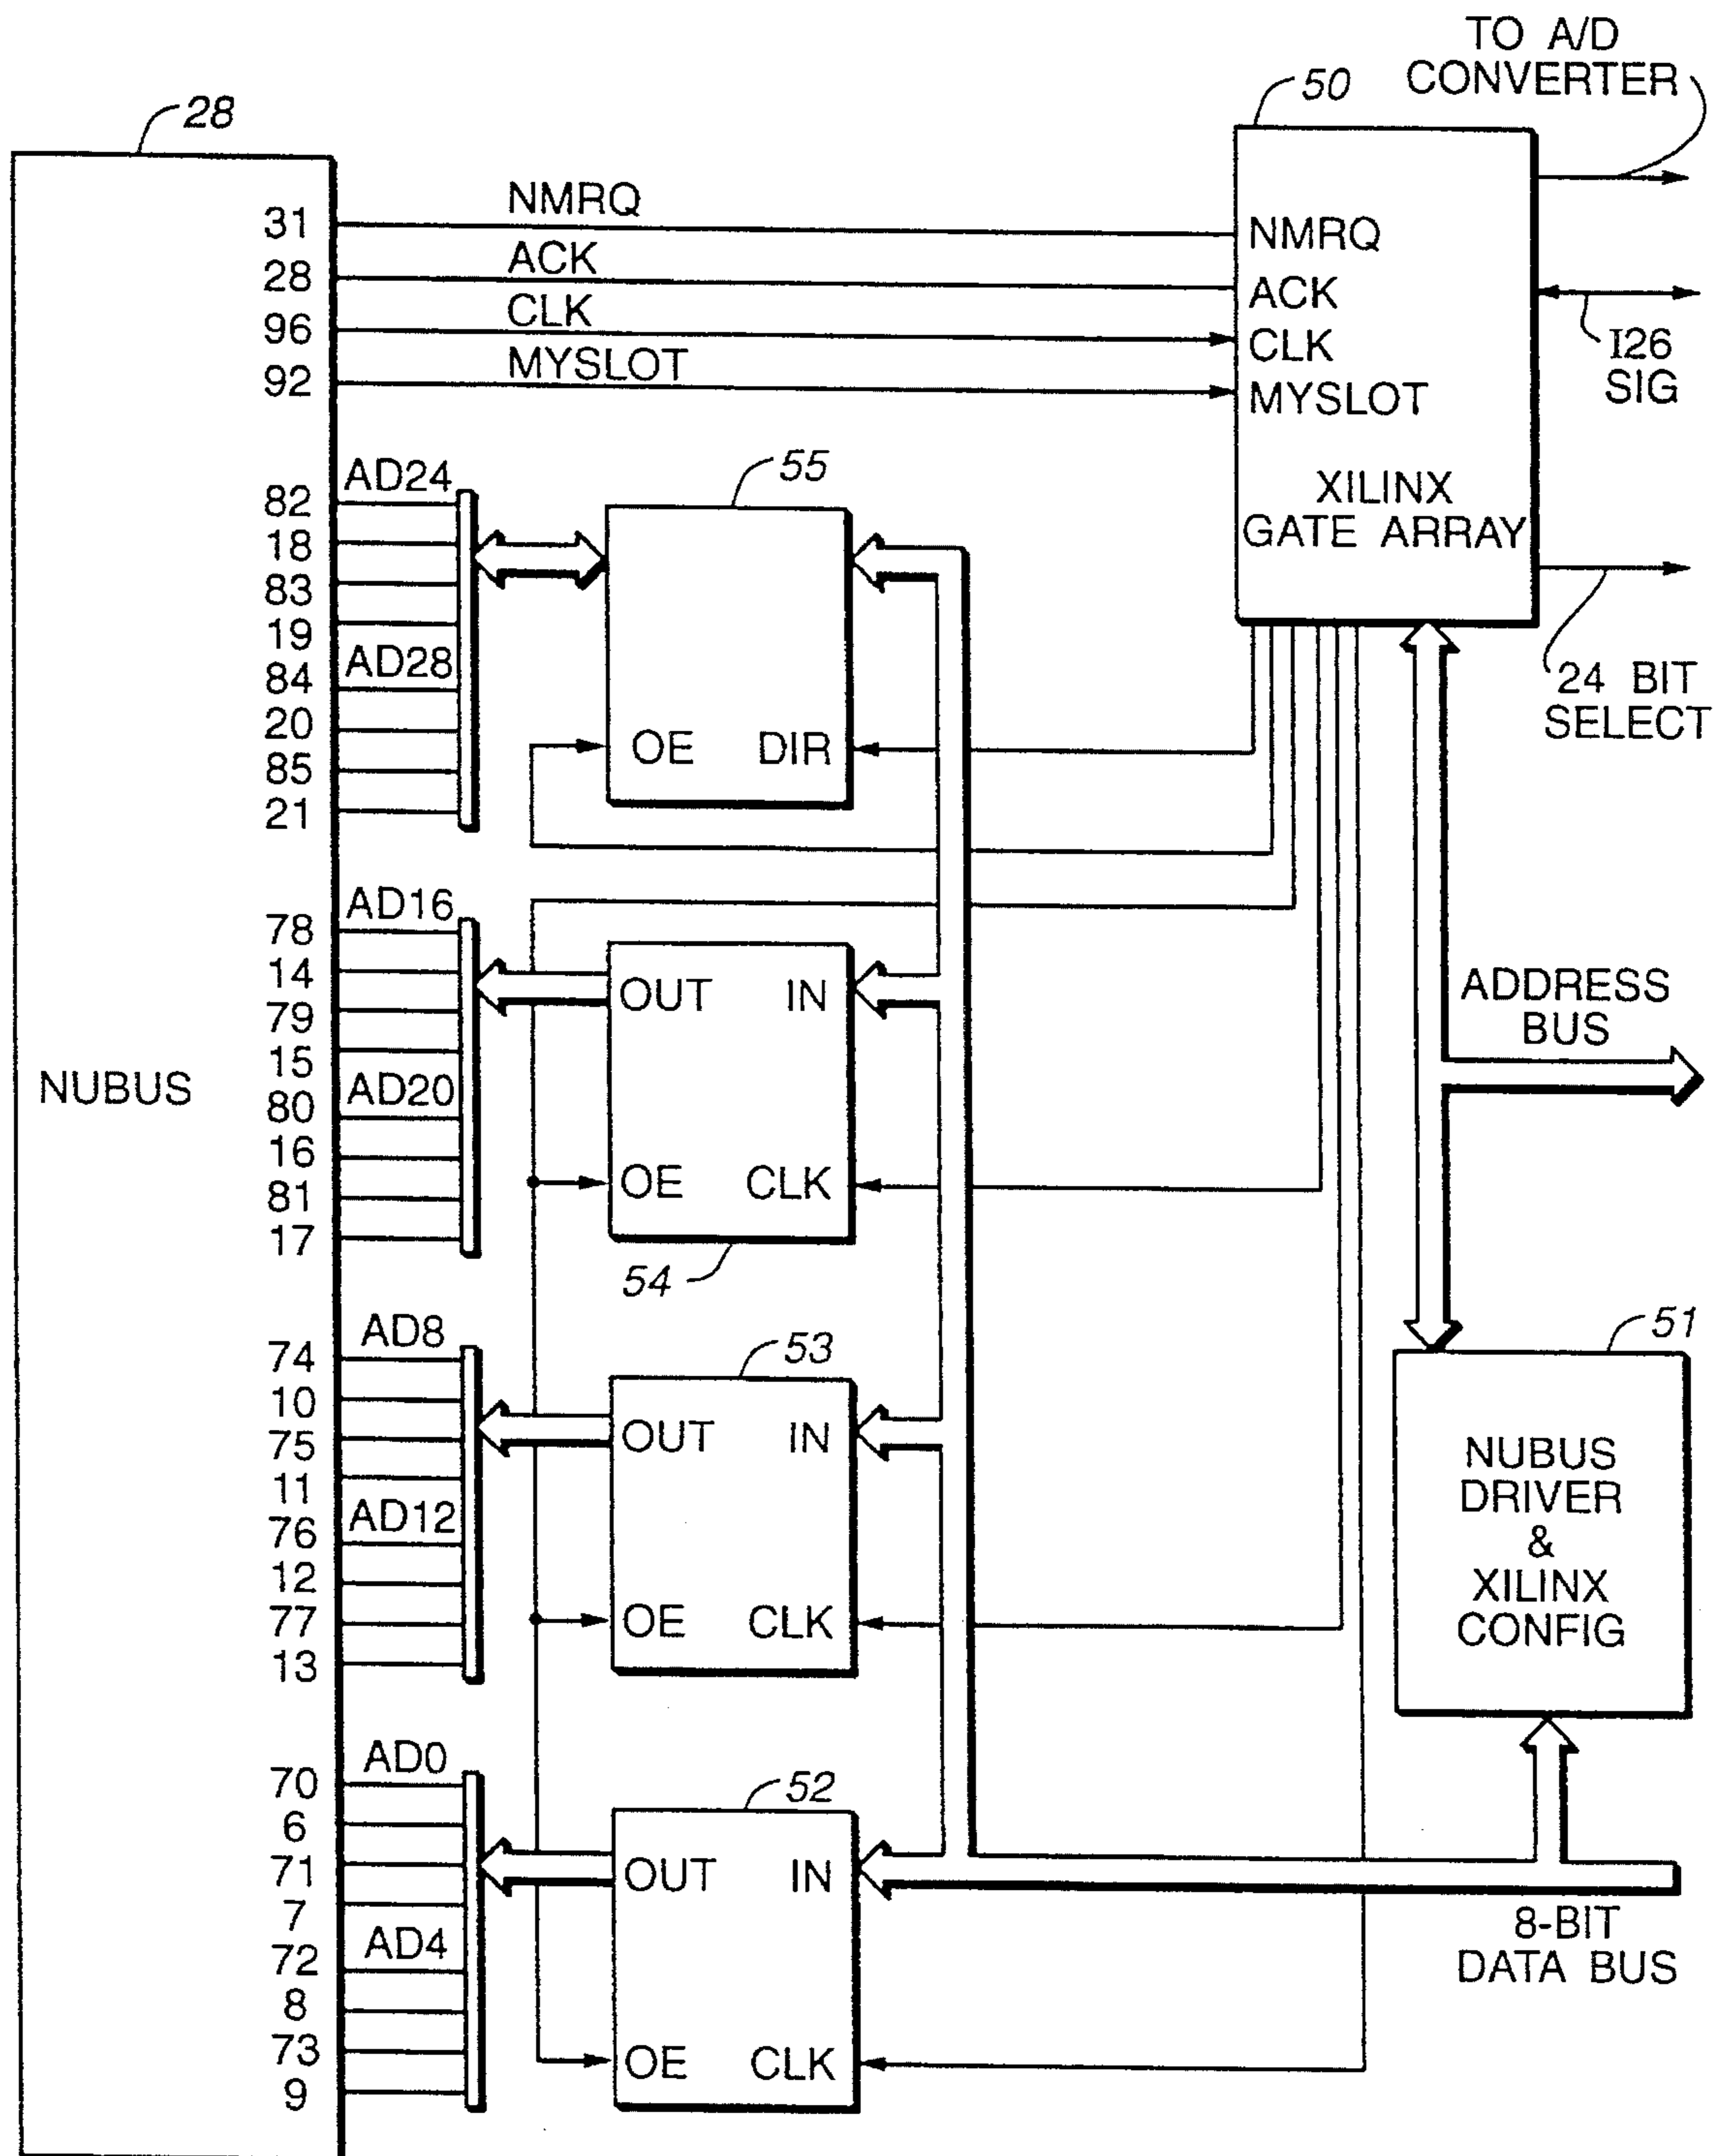 TO A/D
CONVERTER
28
50
31
NMRQ
NMRQ
28
ACK
ACK
96
CLK
CLK
92
MYSLOT
MYSLOT
I26
SIG
XILINX
GATE ARRAY
24 BIT
SELECT
55
82
AD24
18
83
19
84
AD28
20
85
21
OE
DIR
78
AD16
14
79
15
80
AD20
16
81
17
OUT
IN
OE
CLK
54
NUBUS
ADDRESS
BUS
74
AD8
10
75
11
76
AD12
12
77
13
53
OUT
IN
OE
CLK
51
NUBUS
DRIVER
&
XILINX
CONFIG
70
AD0
6
71
7
72
AD4
8
73
9
52
OUT
IN
OE
CLK
8-BIT
DATA BUS